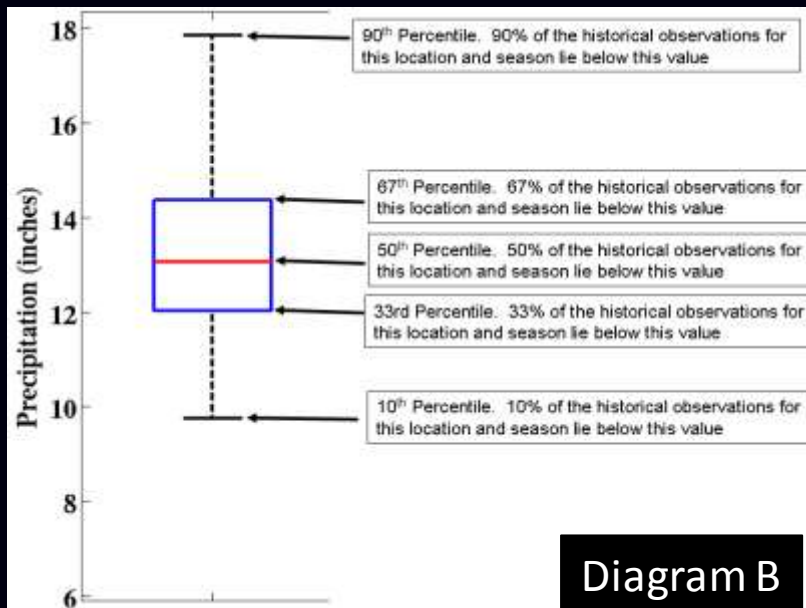 18
16
14
12
10
8
6
Precipitation (inches)
90th Percentile. 90% of the historical observations for
this location and season lie below this value
67th Percentile. 67% of the historical observations for
this location and season lie below this value
50th Percentile. 50% of the historical observations for
this location and season lie below this value
33rd Percentile. 33% of the historical observations for
this location and season lie below this value
10th Percentile. 10% of the historical observations for
this location and season lie below this value
Diagram B